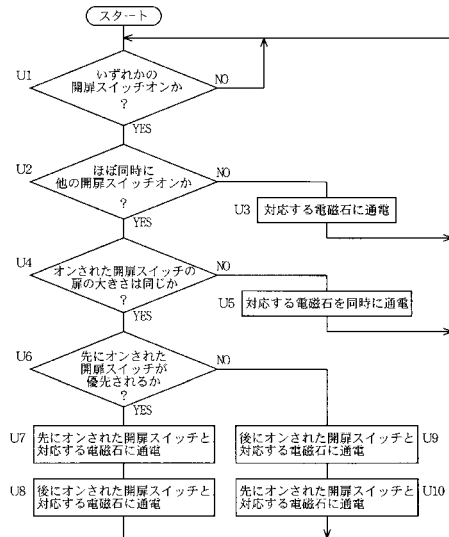 スタート
U1
いずれかの
開扉スイッチオンか
?
NO
YES
U2
ほぼ同時に
他の開扉スイッチオンか
?
NO
YES
U3
対応する電磁石に通電
U4
オンされた開扉スイッチの
扉の大きさは同じか
?
NO
YES
U5
対応する電磁石を同時に通電
U6
先にオンされた
開扉スイッチが
優先されるか
?
NO
YES
U7
先にオンされた開扉スイッチと
対応する電磁石に通電
後にオンされた開扉スイッチと
対応する電磁石に通電
U9
U8
後にオンされた開扉スイッチと
対応する電磁石に通電
先にオンされた開扉スイッチと
対応する電磁石に通電
U10